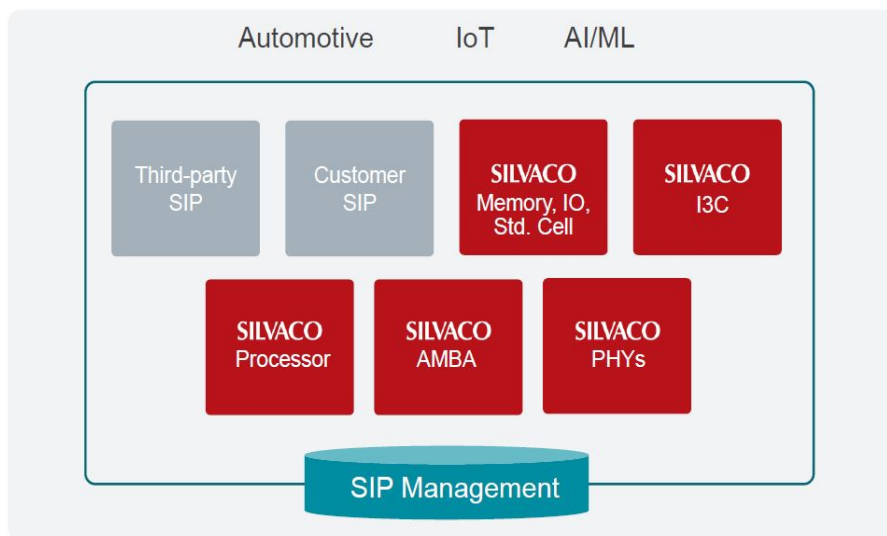 Automotive IoT AI/ML
Third-party
SIP
Customer
SIP
SILVACO
Memory, IO,
Std. Cell
SILVACO
I3C
SILVACO
Processor
SILVACO
AMBA
SILVACO
PHYs
SIP Management